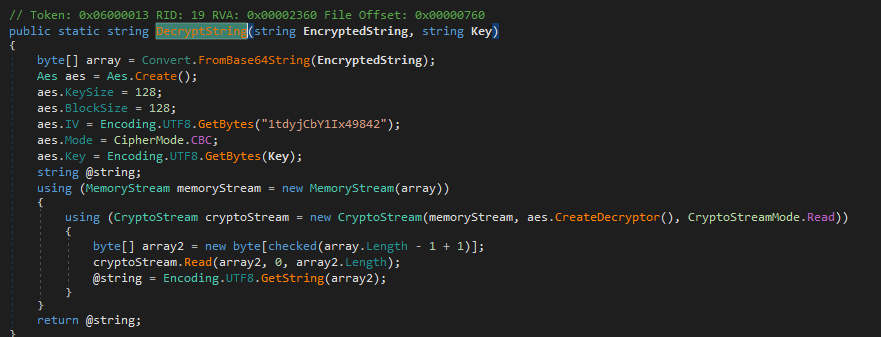 // Token: 0x06000013 RID: 19 RVA: 0x00002360 File Offset: 0x00000760
public static string DecryptString(string EncryptedString, string Key)
{
    byte[] array = Convert.FromBase64String(EncryptedString);
    Aes aes = Aes.Create();
    aes.KeySize = 128;
    aes.BlockSize = 128;
    aes.IV = Encoding.UTF8.GetBytes("1tdyjCbY1Ix49842");
    aes.Mode = CipherMode.CBC;
    aes.Key = Encoding.UTF8.GetBytes(Key);
    string @string;
    using (MemoryStream memoryStream = new MemoryStream(array))
    {
        using (CryptoStream cryptoStream = new CryptoStream(memoryStream, aes.CreateDecryptor(), CryptoStreamMode.Read))
        {
            byte[] array2 = new byte[checked(array.Length - 1 + 1)];
            cryptoStream.Read(array2, 0, array2.Length);
            @string = Encoding.UTF8.GetString(array2);
        }
    }
    return @string;
}